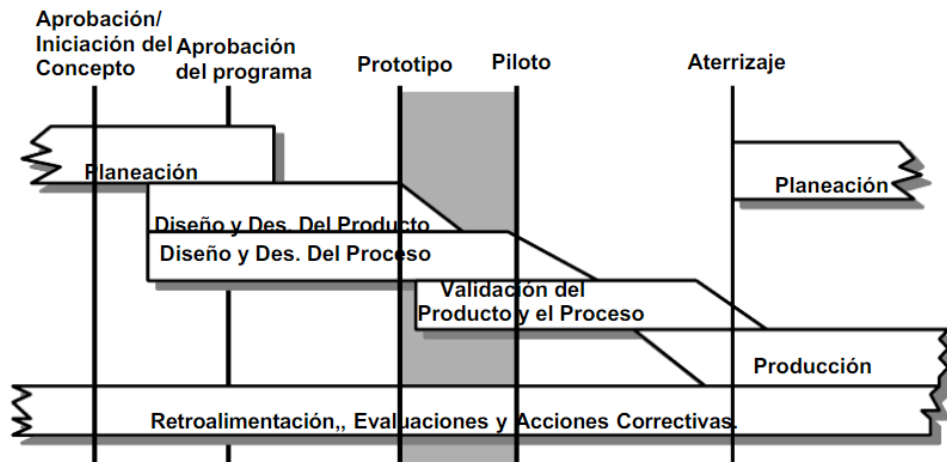 Aprobación/
Iniciación del
Concepto
Aprobación
del programa
Prototipo
Piloto
Aterrizaje
Planeación
Planeación
Diseño y Des. Del Producto
Diseño y Des. Del Proceso
Validación del
Producto y el Proceso
Producción
Retroalimentación,, Evaluaciones y Acciones Correctivas.